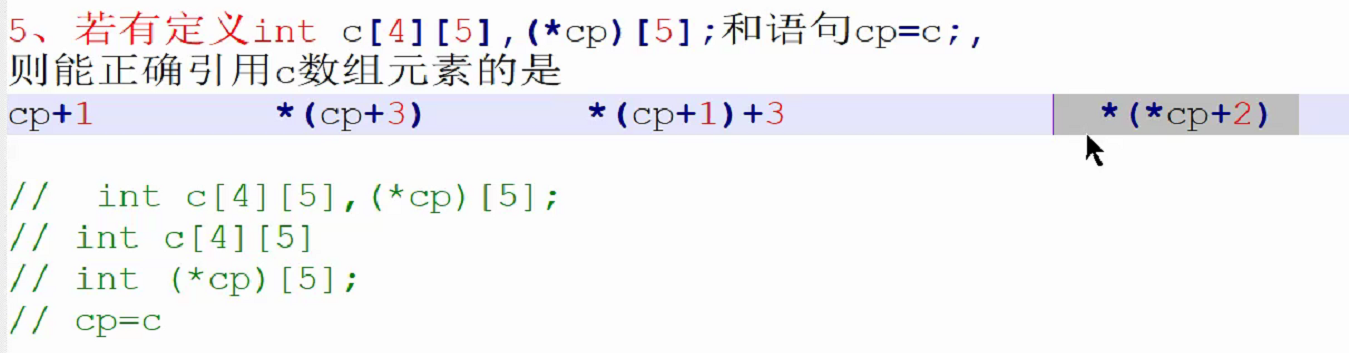 5、若有定义int c[4][5],(*cp)[5];和语句cp=c;,
则能正确引用c数组元素的是
cp+1 *(cp+3) *(cp+1)+3 *(*cp+2)
// int c[4][5],(*cp)[5];
// int c[4][5]
// int (*cp)[5];
// cp=c